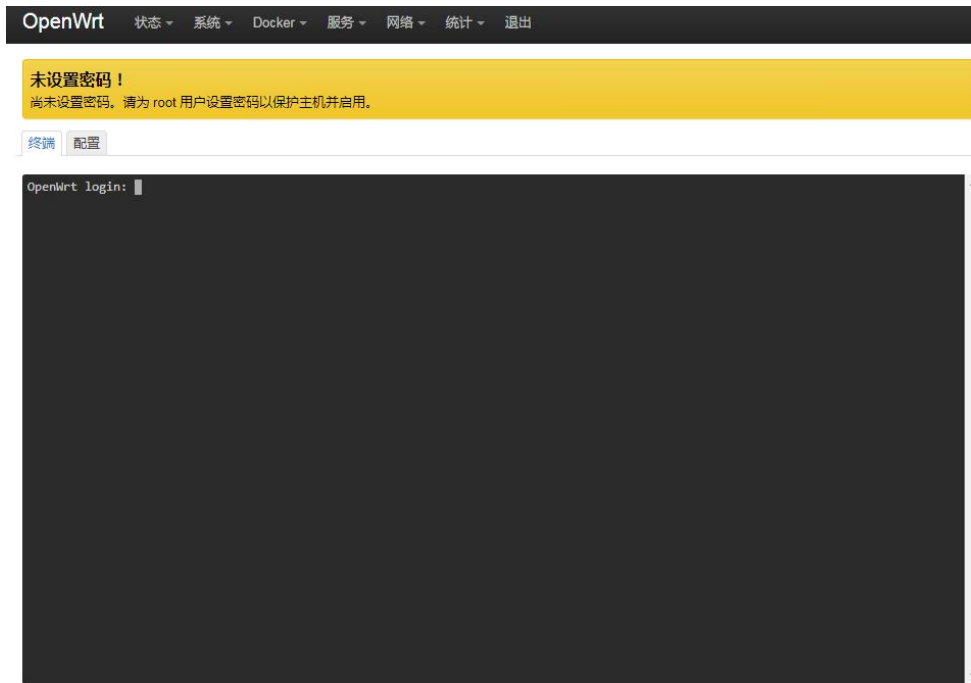 OpenWrt 状态 系统 Docker 服务 网络 统计 退出
未设置密码！
尚未设置密码。请为 root 用户设置密码以保护主机并启用。
终端 配置
OpenWrt login: